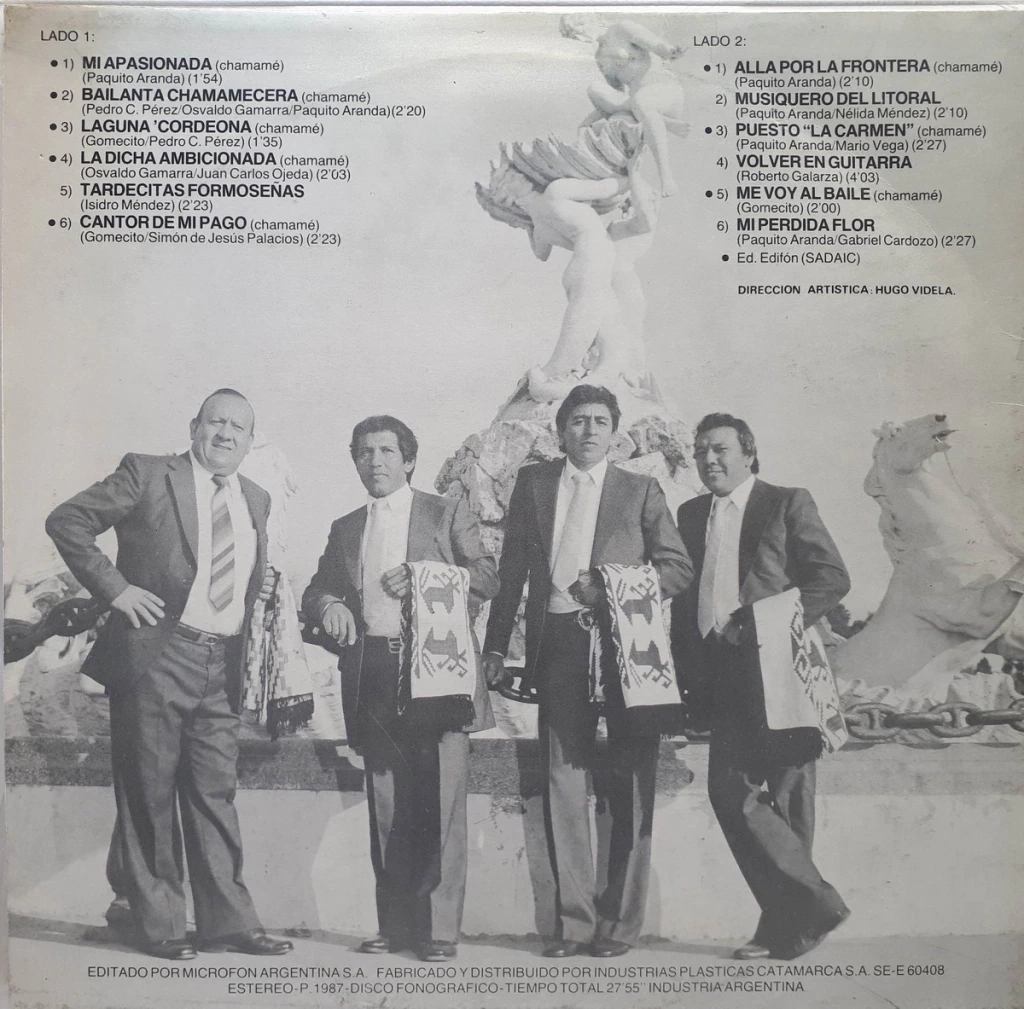 LADO 1:
• 1) MI APASIONADA (chamamé)
(Paquito Aranda) (1'54)
• 2) BAILANTA CHAMAMECERA (chamamé)
(Pedro C. Pérez/Osvaldo Gamarra/Paquito Aranda)(2'20)
• 3) LAGUNA 'CORDEONA (chamamé)
(Gomecito/Pedro C. Pérez) (1'35)
• 4) LA DICHA AMBICIONADA (chamamé)
(Osvaldo Gamarra/Juan Carlos Ojeda) (2'03)
5) TARDECITAS FORMOSEÑAS
(Isidro Méndez) (2'23)
• 6) CANTOR DE MI PAGO (chamamé)
(Gomecito/Simón de Jesús Palacios) (2'23)
LADO 2:
• 1) ALLA POR LA FRONTERA (chamamé)
(Paquito Aranda) (2'10)
2) MUSIQUERO DEL LITORAL
(Paquito Aranda/Nélida Méndez) (2'10)
• 3) PUESTO "LA CARMEN" (chamamé)
(Paquito Aranda/Mario Vega) (2'27)
4) VOLVER EN GUITARRA
(Roberto Galarza) (4'03)
• 5) ME VOY AL BAILE (chamamé)
(Gomecito) (2'00)
6) MI PERDIDA FLOR
(Paquito Aranda/Gabriel Cardozo) (2'27)
• Ed. Edifón (SADAIC)
DIRECCION ARTISTICA: HUGO VIDELA.
EDITADO POR MICROFON ARGENTINA S.A. FABRICADO Y DISTRIBUIDO POR INDUSTRIAS PLASTICAS CATAMARCA S.A. SE-E 60408
ESTEREO-P. 1987-DISCO FONOGRAFICO-TIEMPO TOTAL 27'55'' INDUSTRIA ARGENTINA